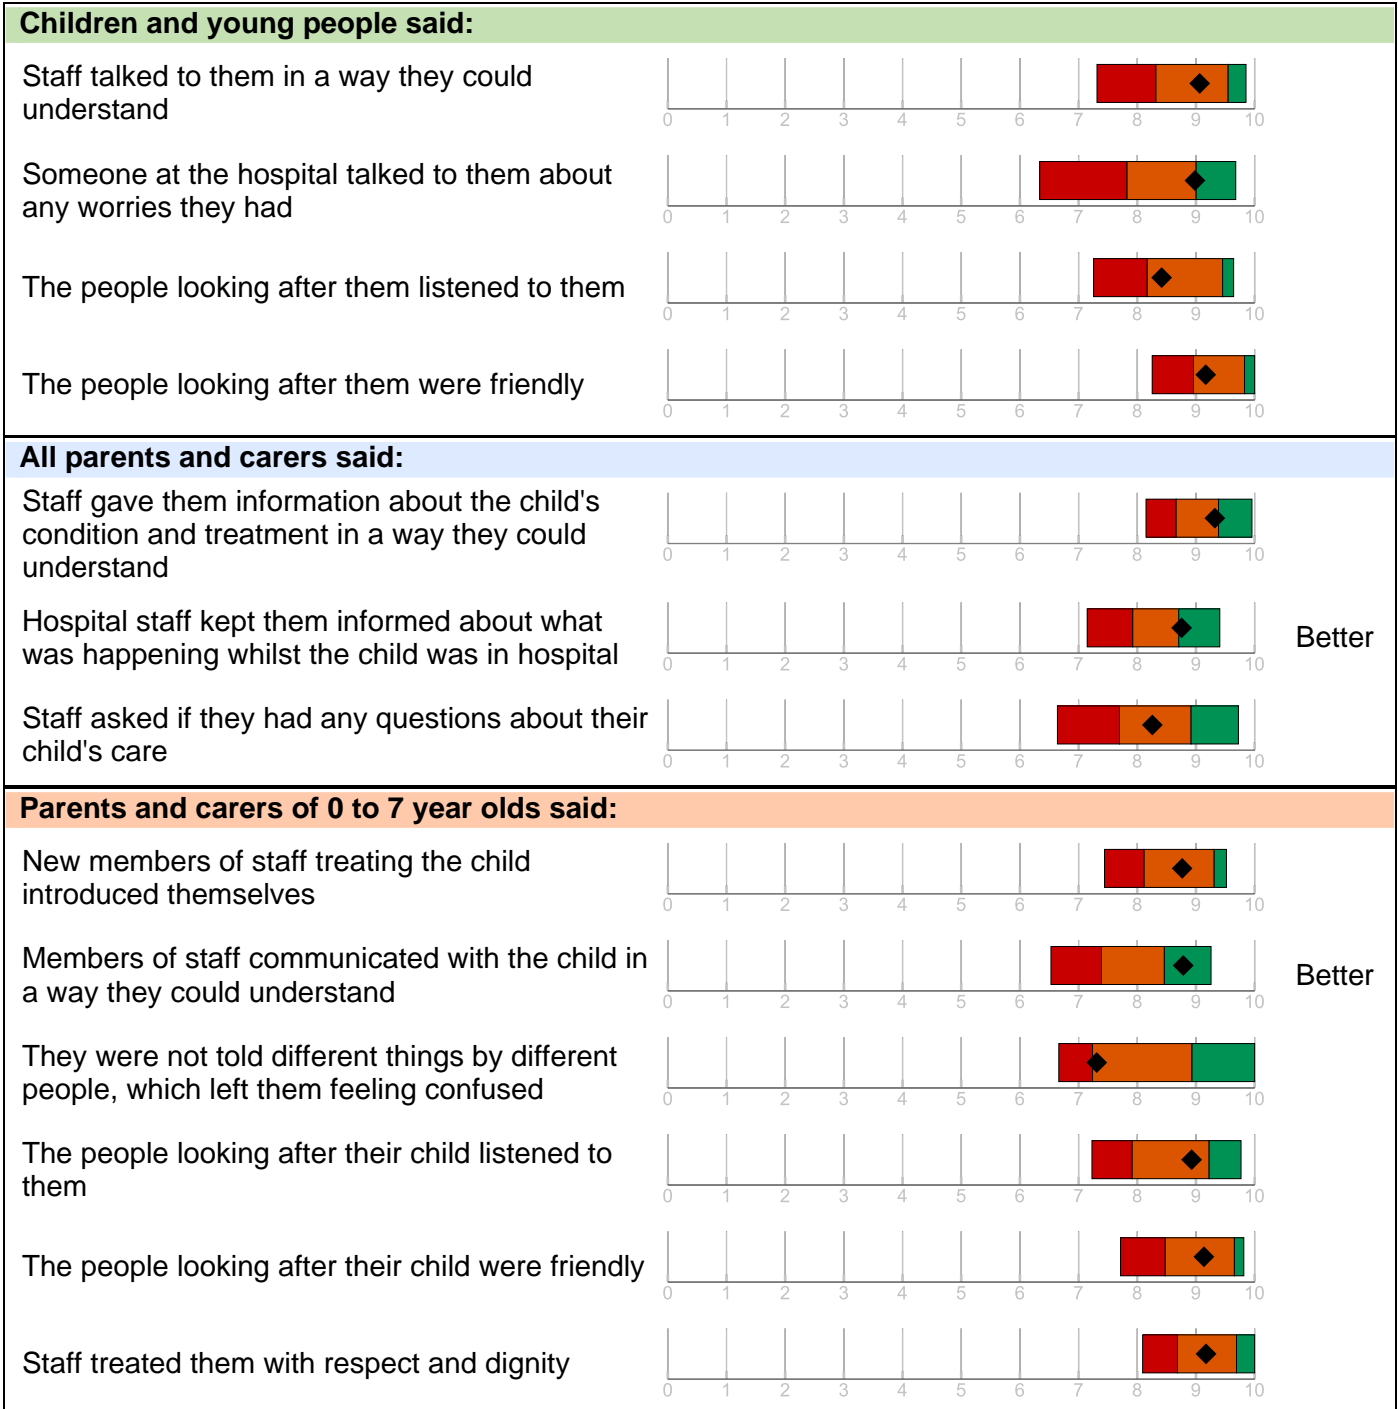 Children and young people said:
Staff talked to them in a way they could
understand
0 1 2 3 4 5 6 7 8 9 10
Someone at the hospital talked to them about
any worries they had
0 1 2 3 4 5 6 7 8 9 10
The people looking after them listened to them
0 1 2 3 4 5 6 7 8 9 10
The people looking after them were friendly
0 1 2 3 4 5 6 7 8 9 10
All parents and carers said:
Staff gave them information about the child's
condition and treatment in a way they could
understand
0 1 2 3 4 5 6 7 8 9 10
Hospital staff kept them informed about what
was happening whilst the child was in hospital
Better
0 1 2 3 4 5 6 7 8 9 10
Staff asked if they had any questions about their
child's care
0 1 2 3 4 5 6 7 8 9 10
Parents and carers of 0 to 7 year olds said:
New members of staff treating the child
introduced themselves
0 1 2 3 4 5 6 7 8 9 10
Members of staff communicated with the child in
a way they could understand
Better
0 1 2 3 4 5 6 7 8 9 10
They were not told different things by different
people, which left them feeling confused
0 1 2 3 4 5 6 7 8 9 10
The people looking after their child listened to
them
0 1 2 3 4 5 6 7 8 9 10
The people looking after their child were friendly
0 1 2 3 4 5 6 7 8 9 10
Staff treated them with respect and dignity
0 1 2 3 4 5 6 7 8 9 10